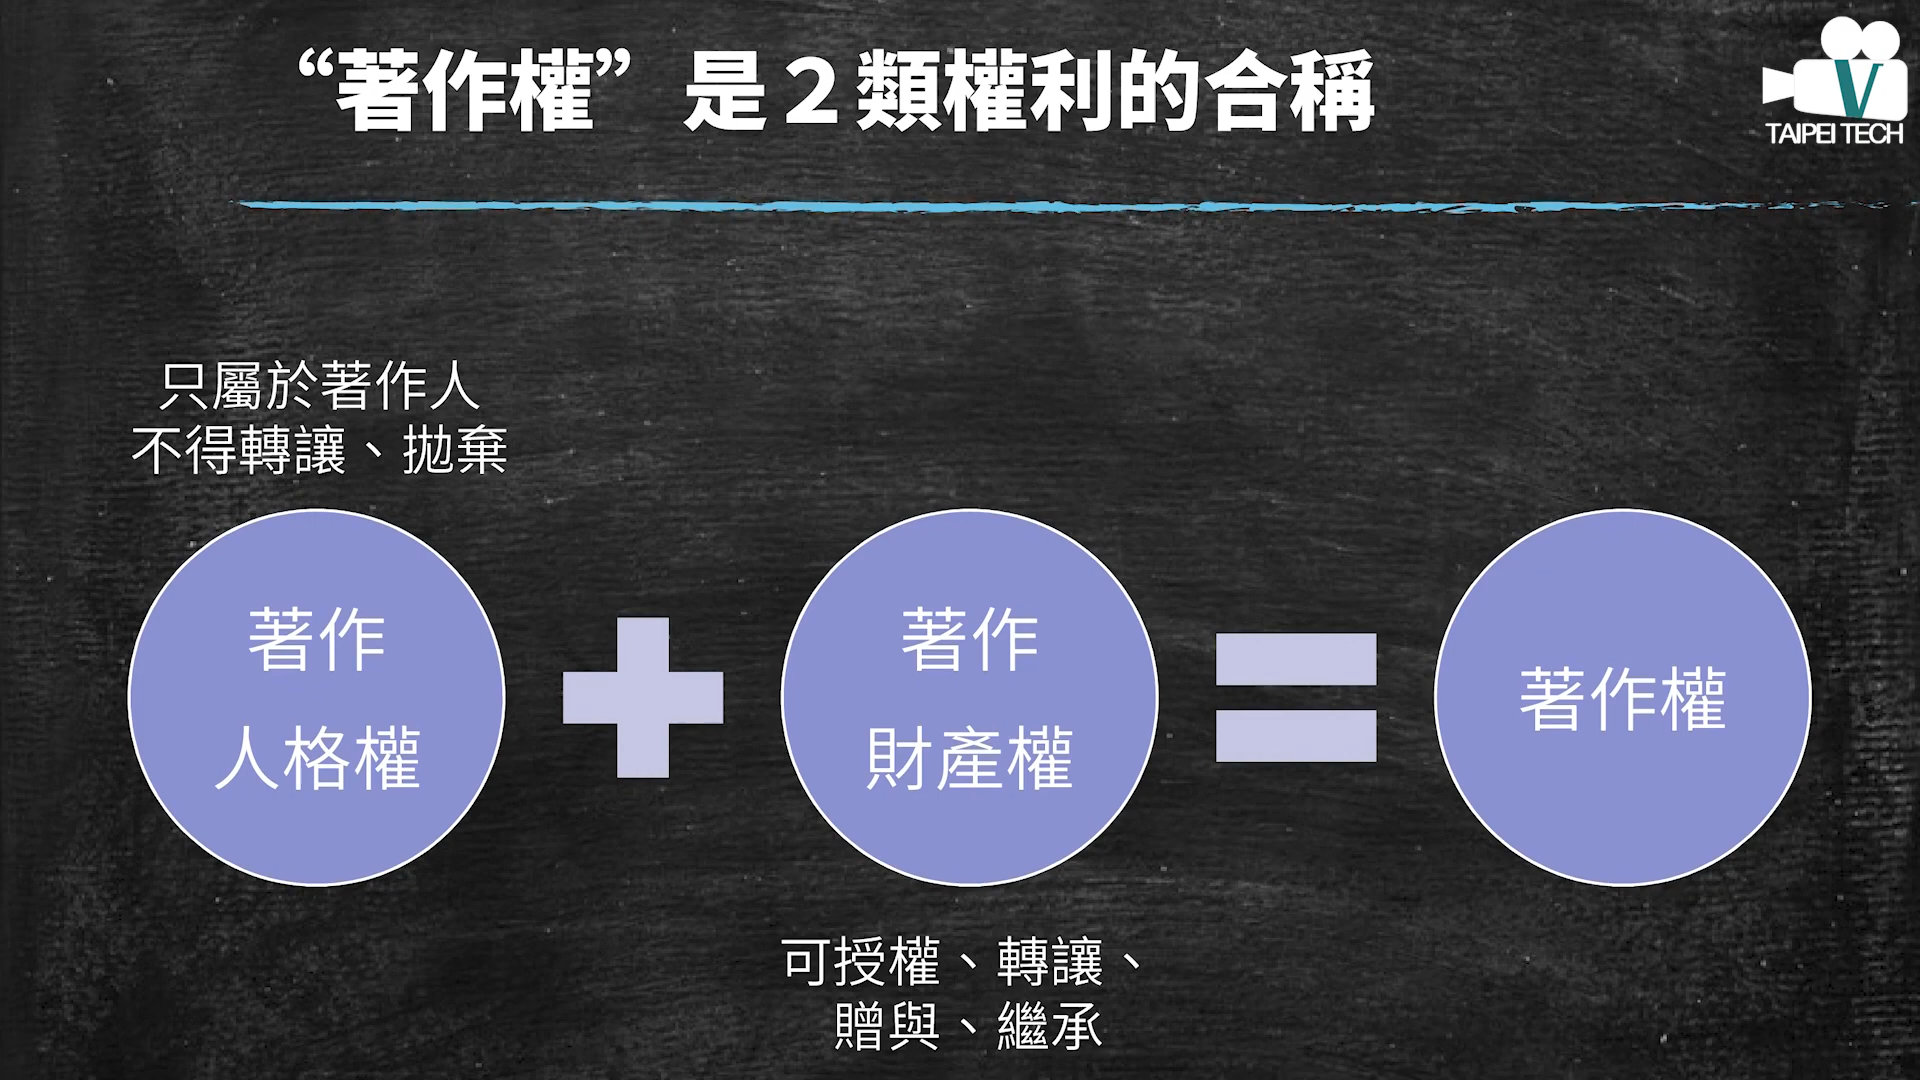 “著作權” 是2類權利的合稱
V
TAIPEI TECH
只屬於著作人
不得轉讓、拋棄
著作
人格權
著作
財產權
著作權
可授權、轉讓、
贈與、繼承